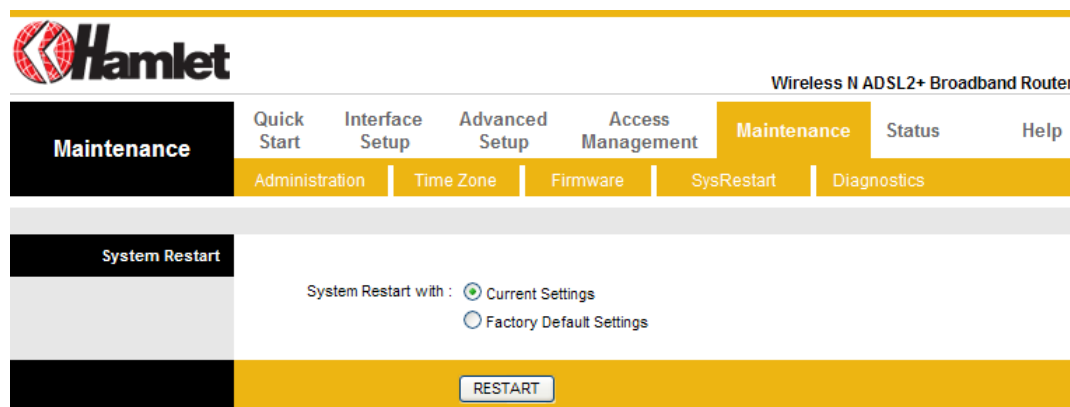 Hamlet
Wireless N ADSL2+ Broadband Router
Maintenance
Quick Start
Interface Setup
Advanced Setup
Access Management
Maintenance
Status
Help
Administration
Time Zone
Firmware
SysRestart
Diagnostics
System Restart
System Restart with :
Current Settings
Factory Default Settings
RESTART